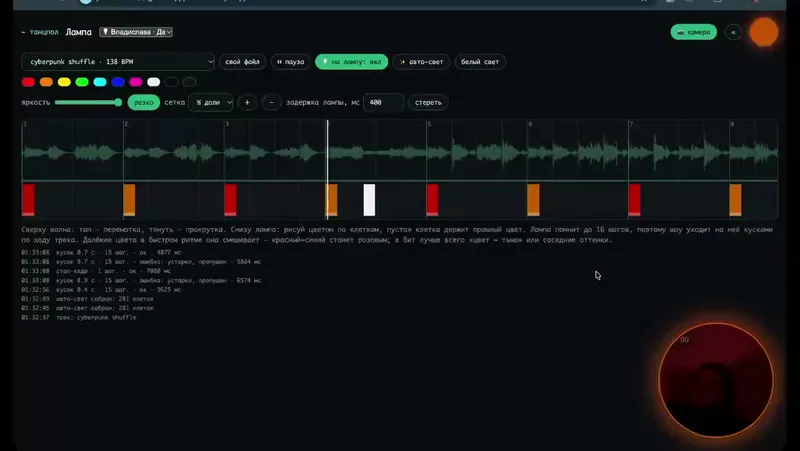 ← танцпол Лампа Владислава · Да
камера
cyberpunk shuffle · 138 BPM свой файл пауза на лампу: вкл авто-свет белый свет
яркость резко сетка ½ доли + − задержка лампы, мс 400 стереть
1 2 3 5 6 7 8
Сверху волна: тап — перемотка, тянуть — прокрутка. Снизу лампа: рисуй цветом по клеткам, пустая клетка держит прошлый цвет. Лампа помнит до 16 шагов, поэтому шоу уходит на неё кусками
по ходу трека. Далёкие цвета в быстром ритме она смешивает — красный↔синий станет розовым; в бит лучше всего «цвет ↔ тьма» или соседние оттенки.
01:33:08 кусок 8.7 с · 15 шаг. · ок · 4877 мс
01:33:08 кусок 9.7 с · 15 шаг. · ошибка: устарел, пропущен · 5864 мс
01:33:08 стоп-кадр · 1 шаг. · ок · 7088 мс
01:33:08 кусок 8.9 с · 15 шаг. · ошибка: устарел, пропущен · 6574 мс
01:32:56 кусок 0.4 с · 15 шаг. · ок · 3625 мс
01:32:49 авто-свет собран: 281 клеток
01:32:45 авто-свет собран: 281 клеток
01:32:37 трек: cyberpunk shuffle